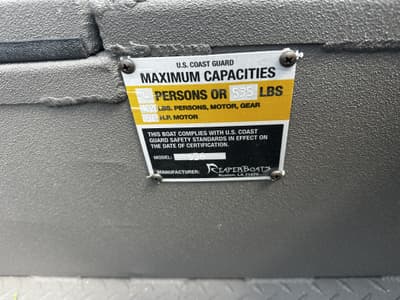 U.S. COAST GUARD
MAXIMUM CAPACITIES
PERSONS OR LBS
LBS. PERSONS, MOTOR, GEAR
H.P. MOTOR
THIS BOAT COMPLIES WITH U.S. COAST
GUARD SAFETY STANDARDS IN EFFECT ON
THE DATE OF CERTIFICATION.
MODEL:
MANUFACTURER: REAPERBOATS